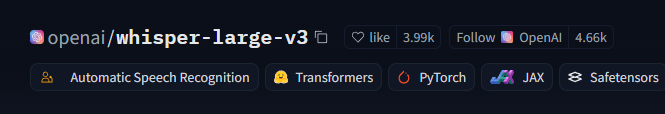 openai/whisper-large-v3 like 3.99k Follow OpenAI 4.66k
Automatic Speech Recognition Transformers PyTorch JAX Safetensors